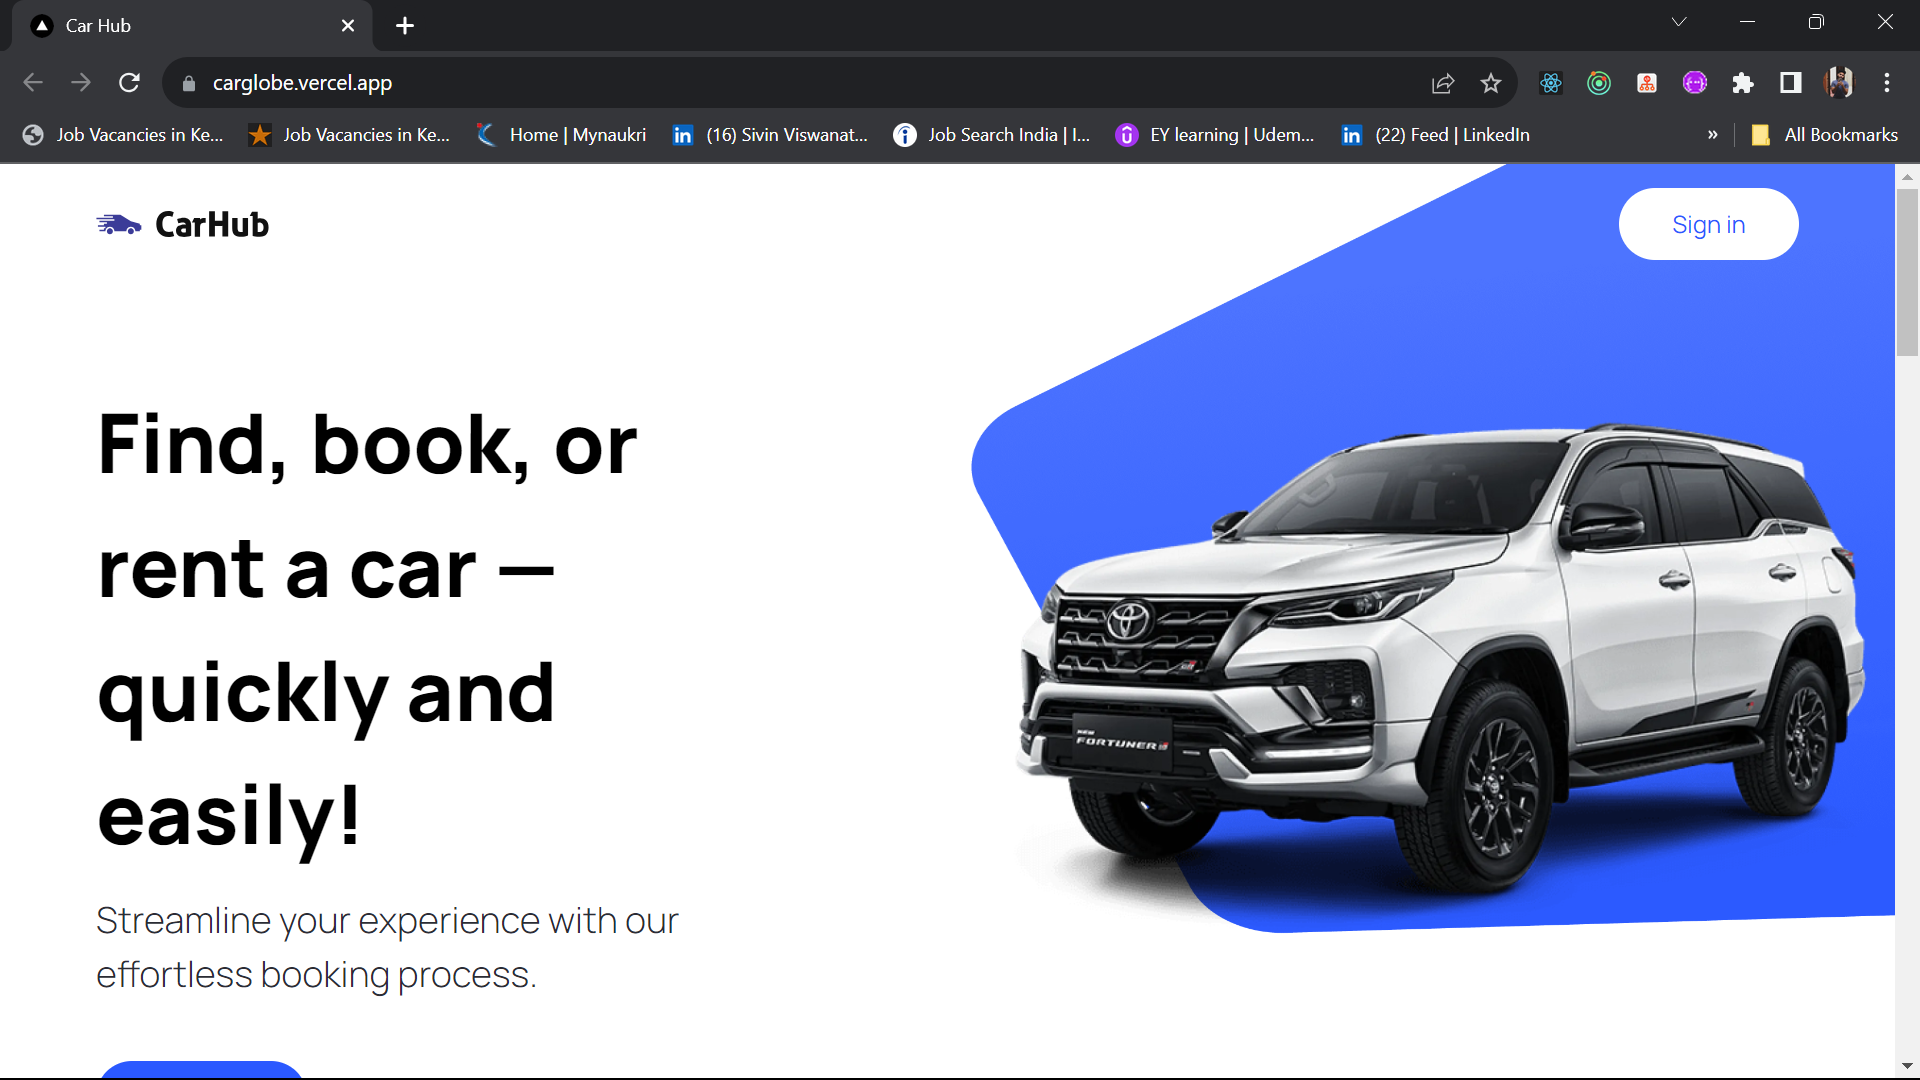 Car Hub
carglobe.vercel.app
Job Vacancies in Ke...
Job Vacancies in Ke...
Home | Mynaukri
(16) Sivin Viswanat...
Job Search India | I...
EY learning | Udem...
(22) Feed | LinkedIn
»
All Bookmarks
CarHub
Sign in
Find, book, or
rent a car —
quickly and
easily!
Streamline your experience with our
effortless booking process.
NEW
FORTUNER